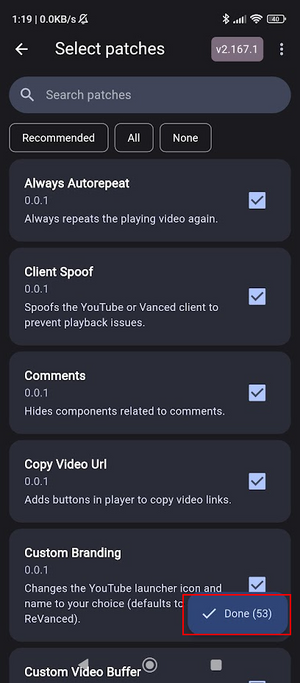 1:19 | 0.0KB/s
40
Select patches
v2.167.1
Search patches
Recommended
All
None
Always Autorepeat
0.0.1
Always repeats the playing video again.
Client Spoof
0.0.1
Spoofs the YouTube or Vanced client to
prevent playback issues.
Comments
0.0.1
Hides components related to comments.
Copy Video Url
0.0.1
Adds buttons in player to copy video links.
Custom Branding
0.0.1
Changes the YouTube launcher icon and
name to your choice (defaults to
ReVanced).
Done (53)
Custom Video Buffer